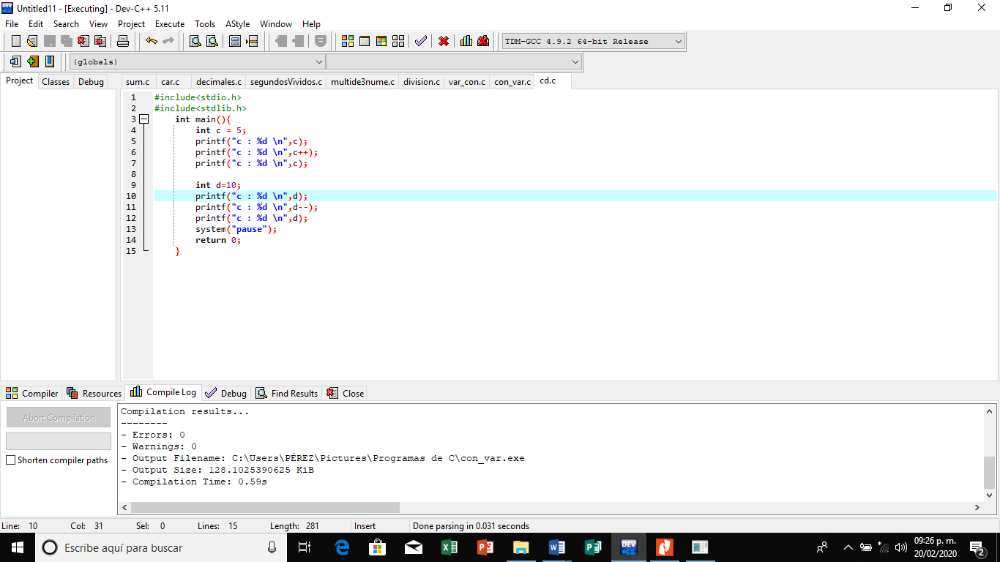 Untitled11 - [Executing] - Dev-C++ 5.11
File Edit Search View Project Execute Tools AStyle Window Help
TDM-GCC 4.9.2 64-bit Release
(globals)
Project Classes Debug sum.c car.c decimales.c segundosVividos.c multide3nume.c division.c var_con.c con_var.c cd.c
1 #include<stdio.h>
2 #include<stdlib.h>
3 int main(){
4 int c = 5;
5 printf("c : %d \n",c);
6 printf("c : %d \n",c++);
7 printf("c : %d \n",c);
8
9 int d=10;
10 printf("c : %d \n",d);
11 printf("c : %d \n",d--);
12 printf("c : %d \n",d);
13 system("pause");
14 return 0;
15 }
Compiler Resources Compile Log Debug Find Results Close
Abort Compilation
Shorten compiler paths
Compilation results...
--------
- Errors: 0
- Warnings: 0
- Output Filename: C:\Users\PÉREZ\Pictures\Programas de C\con_var.exe
- Output Size: 128.1025390625 KiB
- Compilation Time: 0.59s
Line: 10 Col: 31 Sel: 0 Lines: 15 Length: 281 Insert Done parsing in 0.031 seconds
Escribe aquí para buscar
09:26 p. m.
20/02/2020
2